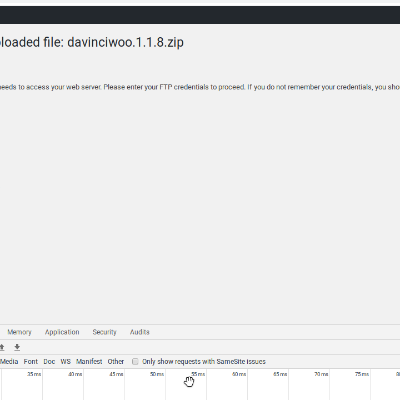 loaded file: davinciwoo.1.1.8.zip
needs to access your web server. Please enter your FTP credentials to proceed. If you do not remember your credentials, you sho
Memory Application Security Audits
Media Font Doc WS Manifest Other Only show requests with SameSite issues
35 ms 40 ms 45 ms 50 ms 55 ms 60 ms 65 ms 70 ms 75 ms